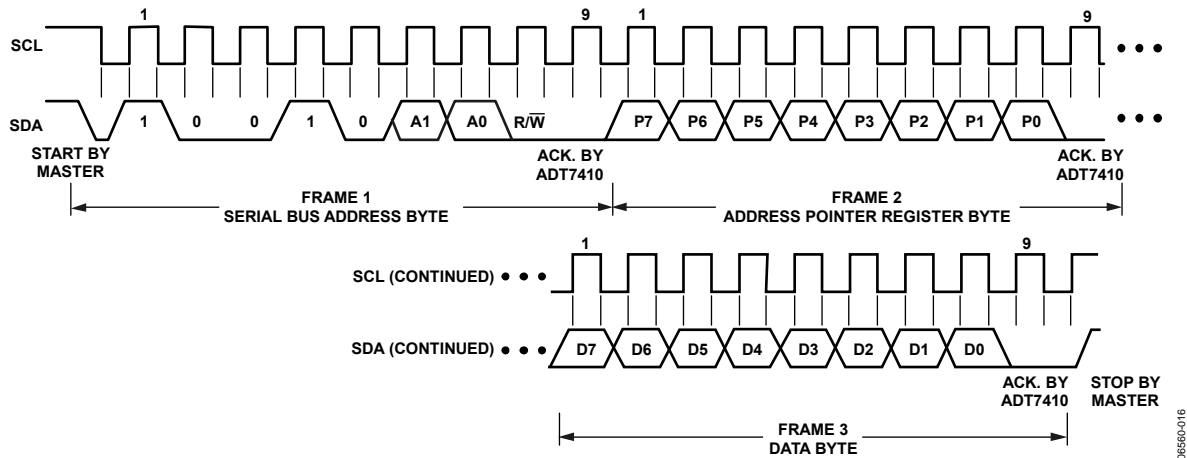 1 9 1 9
SCL
SDA 1 0 0 1 0 A1 A0 R/W̅ P7 P6 P5 P4 P3 P2 P1 P0
START BY
MASTER
ACK. BY
ADT7410
ACK. BY
ADT7410
FRAME 1
SERIAL BUS ADDRESS BYTE
FRAME 2
ADDRESS POINTER REGISTER BYTE
1 9
SCL (CONTINUED)
SDA (CONTINUED) D7 D6 D5 D4 D3 D2 D1 D0
ACK. BY
ADT7410
STOP BY
MASTER
FRAME 3
DATA BYTE
06560-016